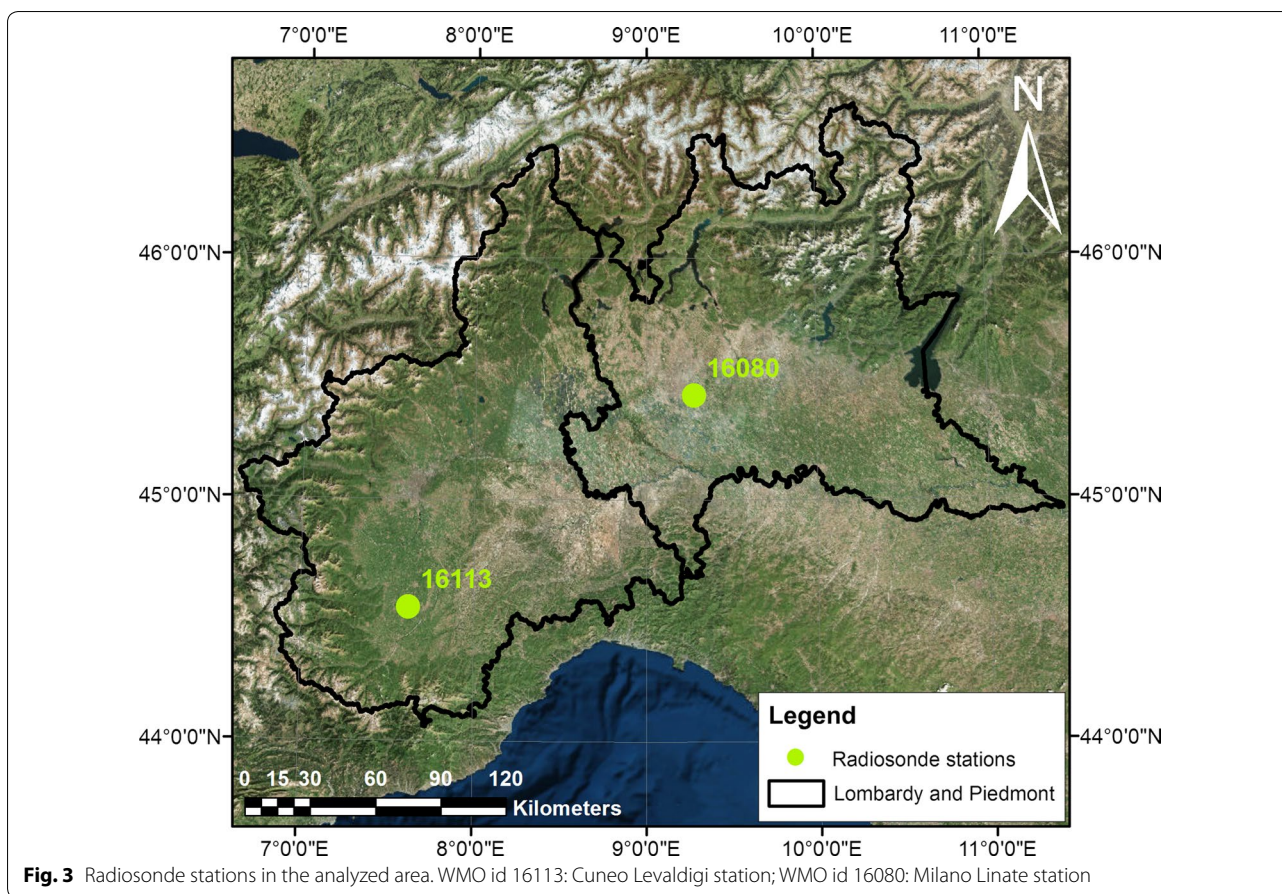 7°0'0"E 8°0'0"E 9°0'0"E 10°0'0"E 11°0'0"E
N
46°0'0"N 46°0'0"N
16080
45°0'0"N 45°0'0"N
16113
Legend
44°0'0"N 44°0'0"N
Radiosonde stations
0 15 30 60 90 120
Lombardy and Piedmont
Kilometers
7°0'0"E 8°0'0"E 9°0'0"E 10°0'0"E 11°0'0"E
Fig. 3 Radiosonde stations in the analyzed area. WMO id 16113: Cuneo Levaldigi station; WMO id 16080: Milano Linate station